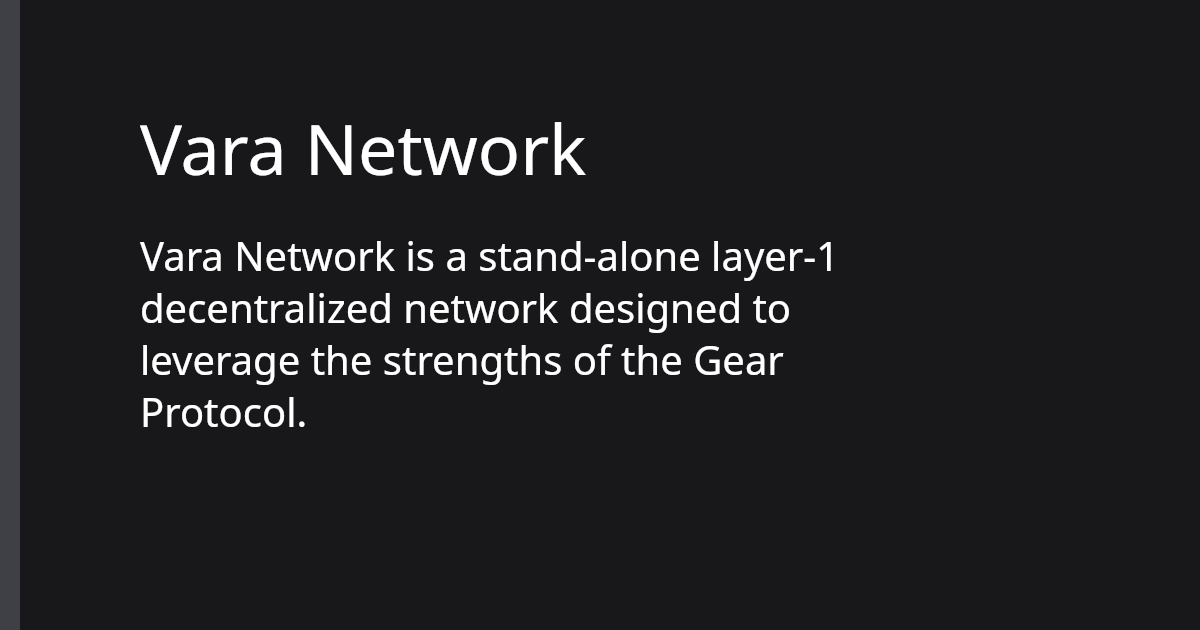 Vara Network
Vara Network is a stand-alone layer-1
decentralized network designed to
leverage the strengths of the Gear
Protocol.